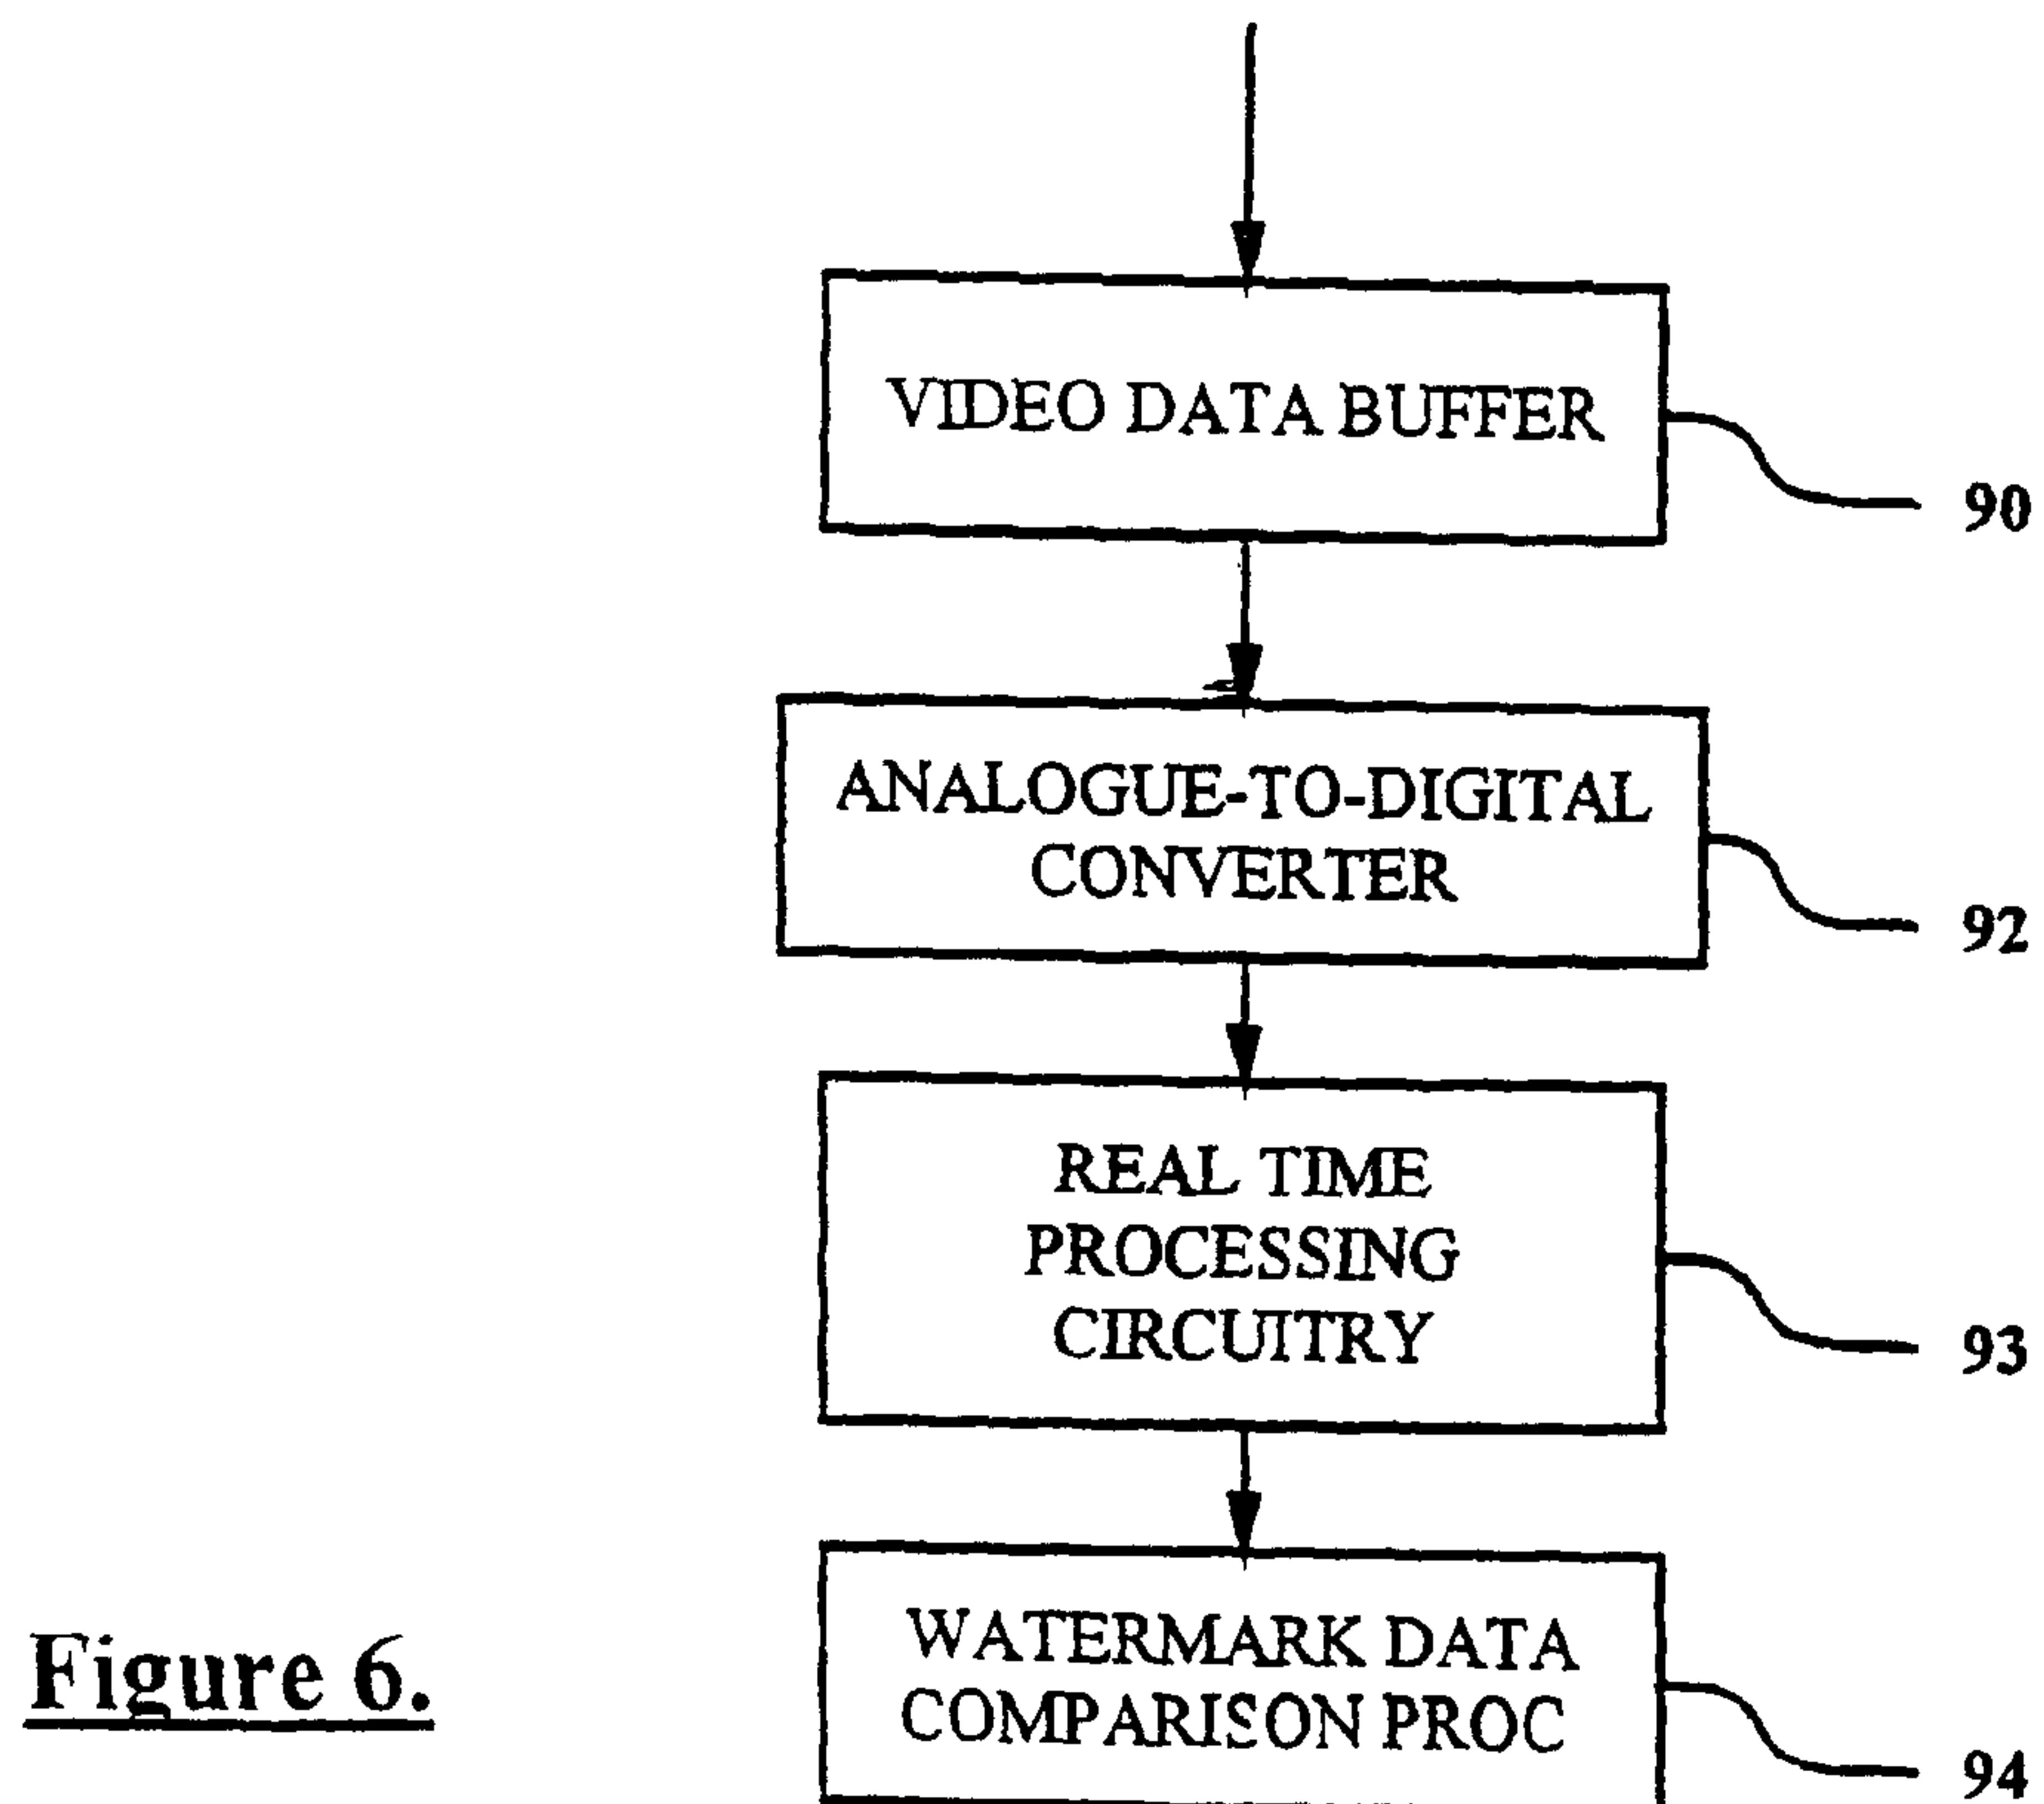 VIDEO DATA BUFFER
90
ANALOGUE-TO-DIGITAL
CONVERTER
92
REAL TIME
PROCESSING
CIRCUITRY
93
WATERMARK DATA
COMPARISON PROC
94
Figure 6.